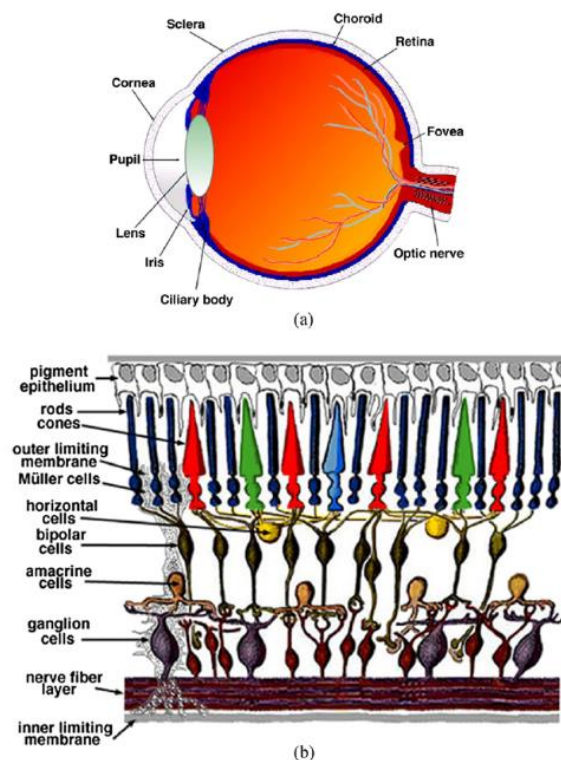 Choroid
Sclera
Retina
Cornea
Fovea
Pupil
Lens
Iris
Optic nerve
Ciliary body
(a)
pigment
epithelium
rods
cones
outer limiting
membrane
Müller cells
horizontal
cells
bipolar
cells
amacrine
cells
ganglion
cells
nerve fiber
layer
inner limiting
membrane
(b)